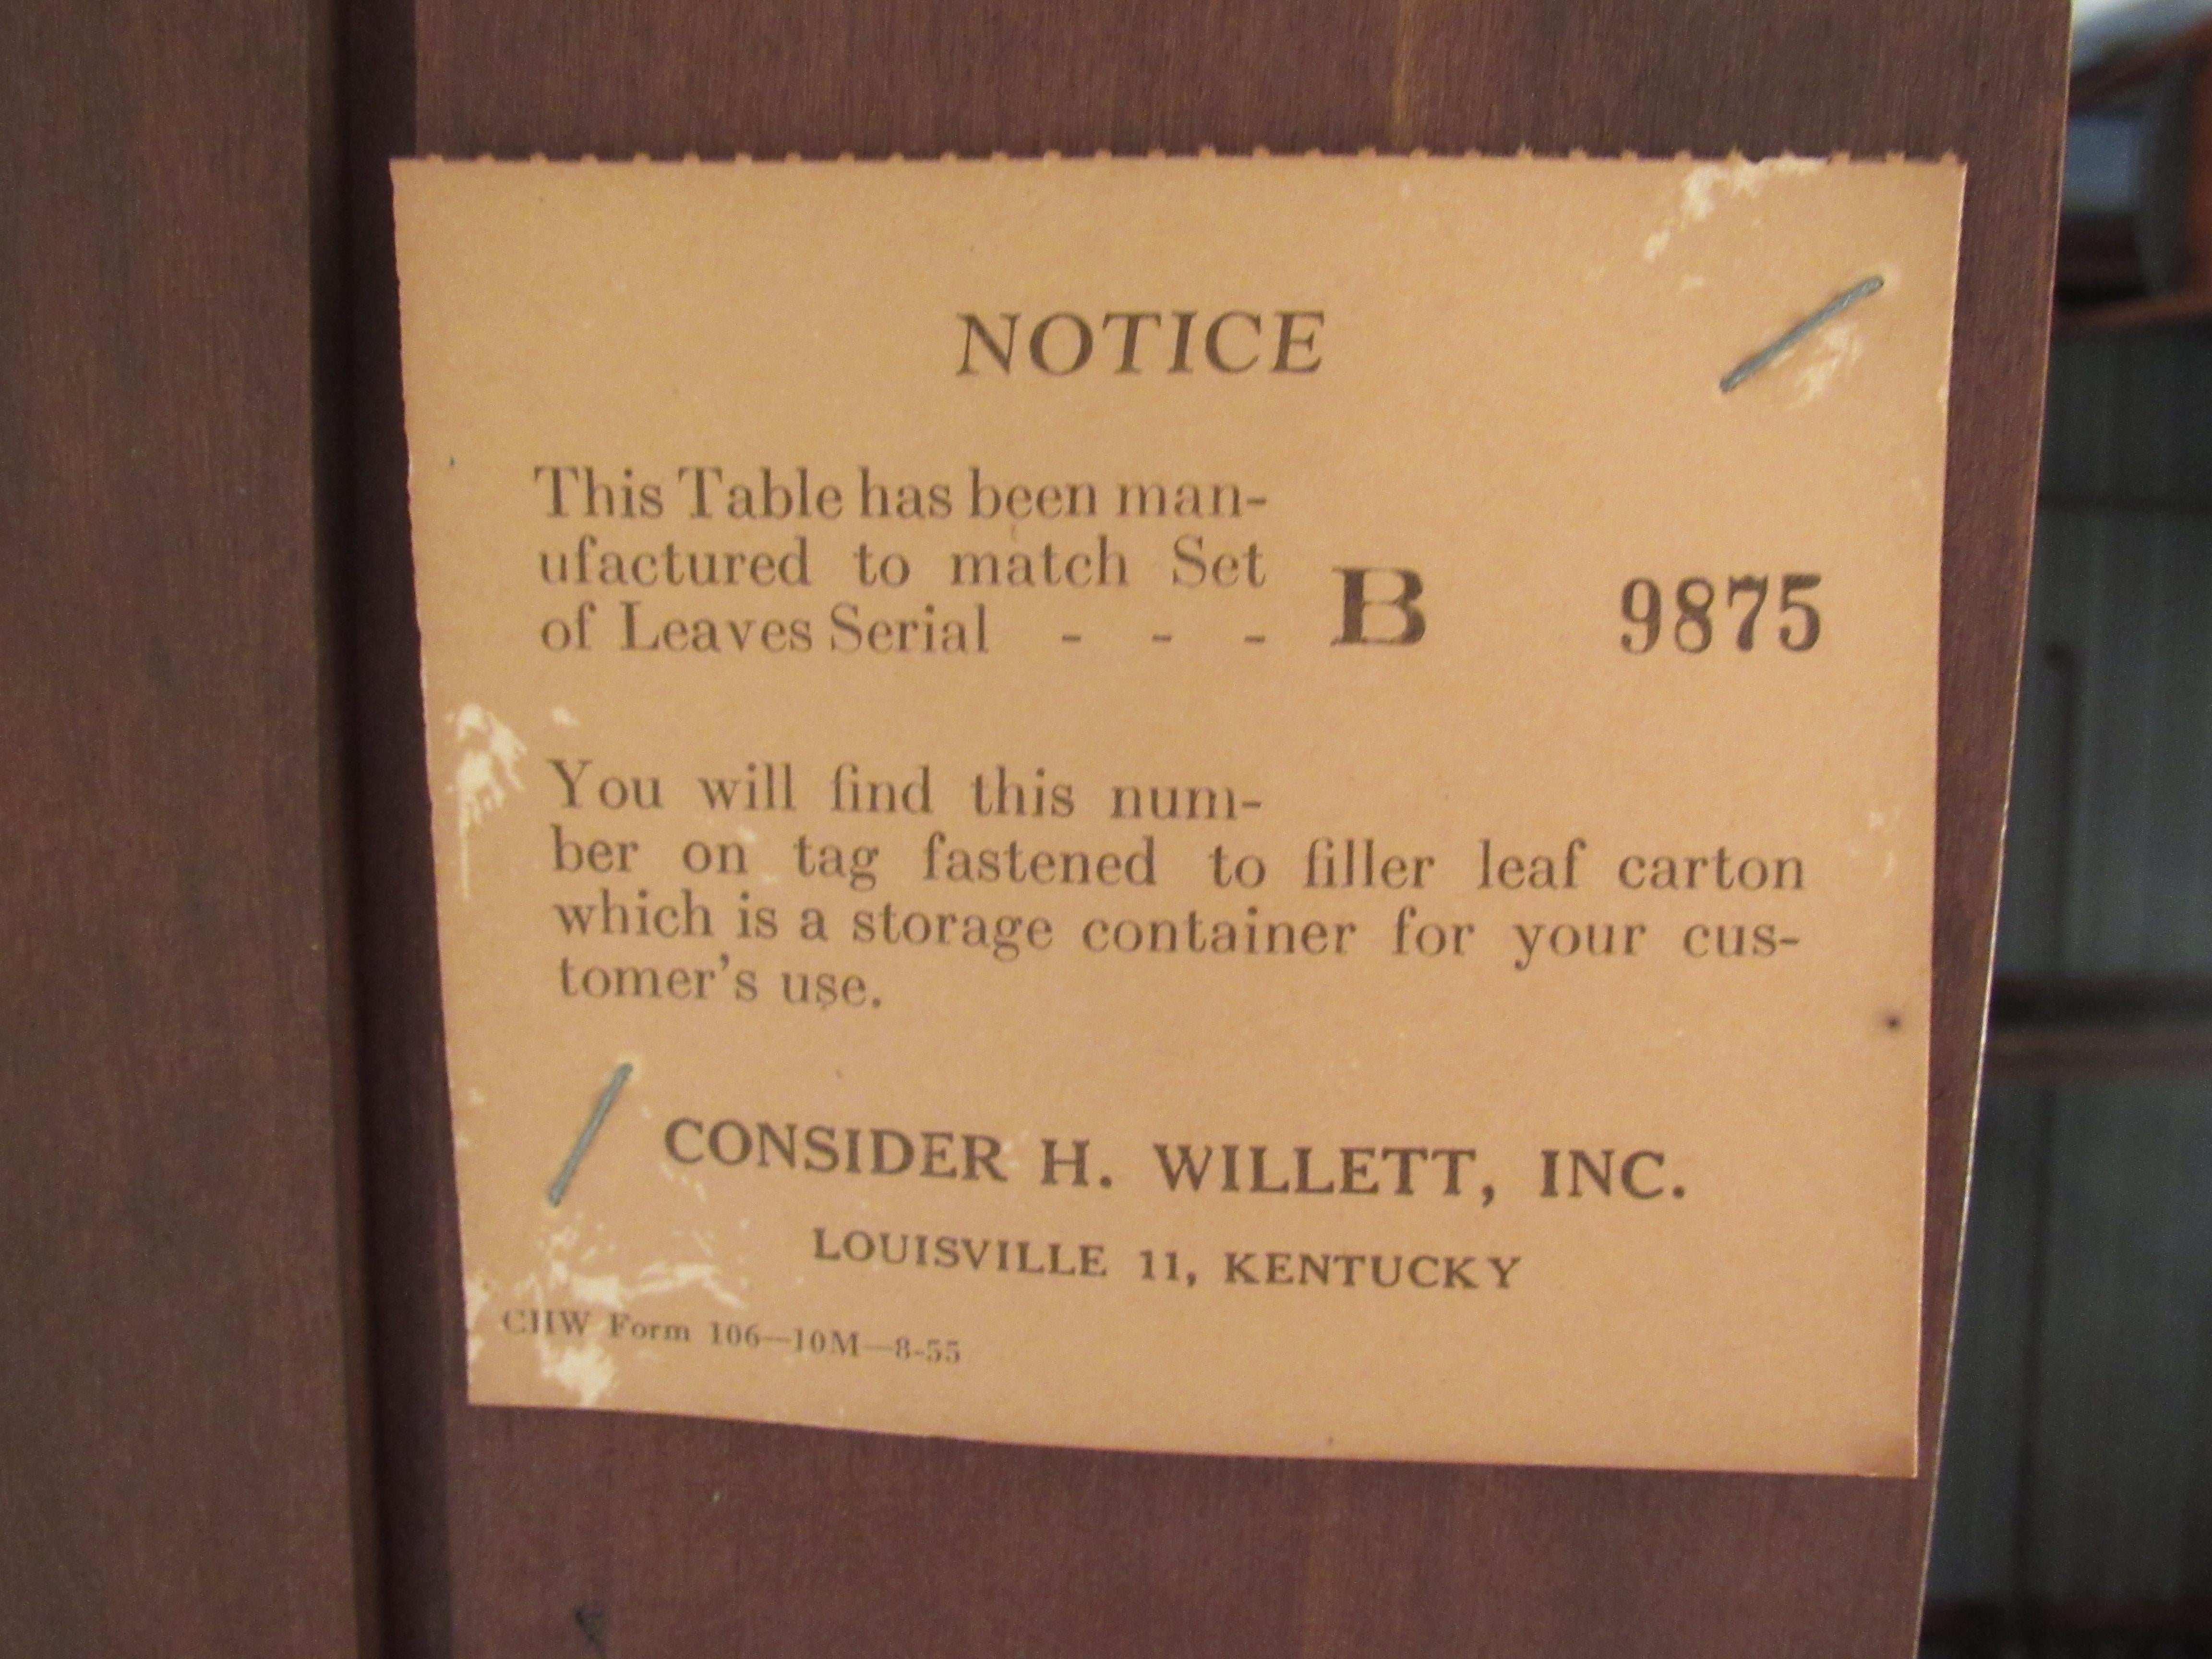 NOTICE
This Table has been man-
ufactured to match Set
of Leaves Serial - - - B 9875
You will find this num-
ber on tag fastened to filler leaf carton
which is a storage container for your cus-
tomer's use.
CONSIDER H. WILLETT, INC.
LOUISVILLE 11, KENTUCKY
CHW Form 106—10M—8-55